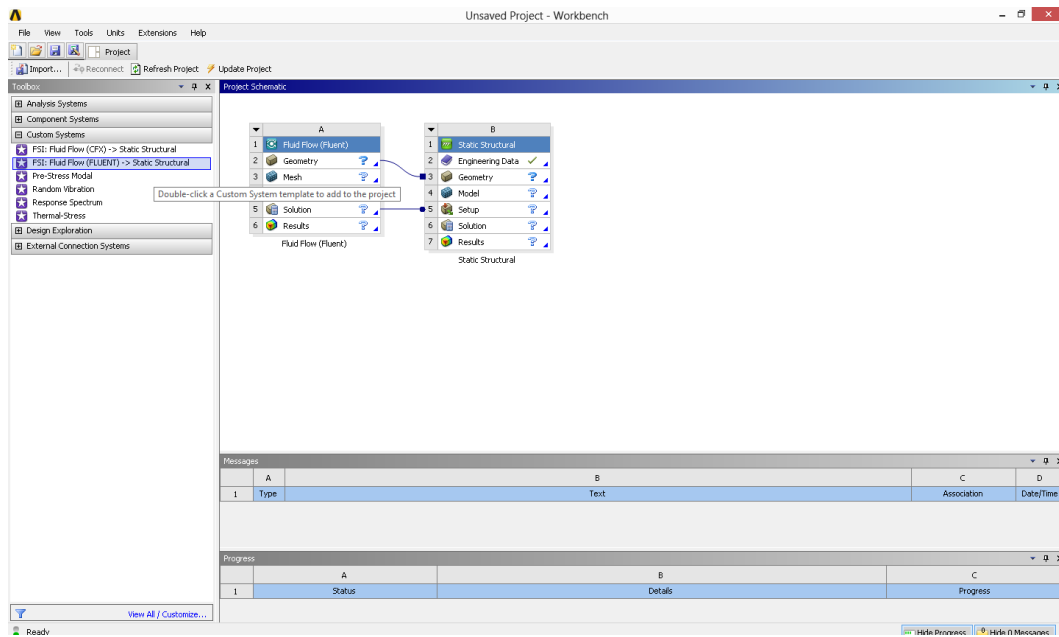 Unsaved Project - Workbench
File View Tools Units Extensions Help
Project
Import... Reconnect Refresh Project Update Project
Toolbox
Analysis Systems
Component Systems
Custom Systems
FSI: Fluid Flow (CFX) -> Static Structural
FSI: Fluid Flow (FLUENT) -> Static Structural
Pre-Stress Modal
Random Vibration
Response Spectrum
Thermal-Stress
Design Exploration
External Connection Systems
View All / Customize...
Double-click a Custom System template to add to the project
Project Schematic
A
1 Fluid Flow (Fluent)
2 Geometry ?
3 Mesh ?
5 Solution ?
6 Results ?
Fluid Flow (Fluent)
B
1 Static Structural
2 Engineering Data
3 Geometry ?
4 Model ?
5 Setup ?
6 Solution ?
7 Results ?
Static Structural
Messages
A B C D
1 Type Text Association Date/Time
Progress
A B C
1 Status Details Progress
Ready
Hide Progress Hide 0 Messages